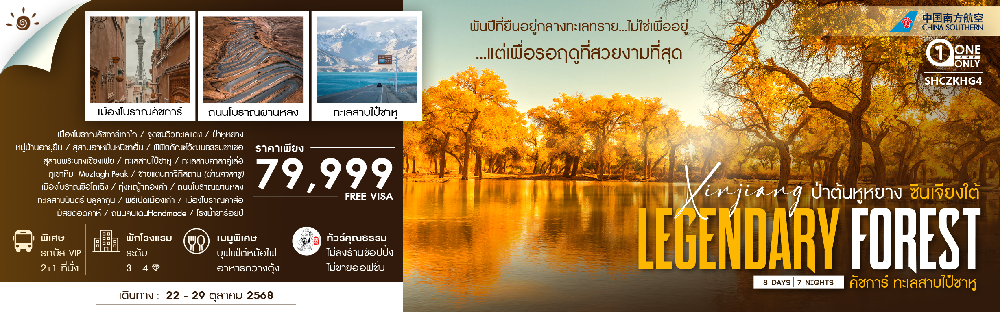 เมืองโบราณคัชการ์
ถนนโบราณผานหลง
ทะเลสาบไป๋ซาหู
เมืองโบราณคัชการ์เกาไถ / จุดชมวิวทะเลแดง / ป่าหูหยาง
หมู่บ้านอายุยืน / สุสานอาหมั่นหนีซาฮั่น / พิพิธภัณฑ์วัฒนธรรมซาเชอ
สุสานพระนางเซียงเฟย / ทะเลสาบไป๋ซาหู / ทะเลสาบคาลาคู่เล่อ
ภูเขาหิมะ Muztagh Peak / ชายแดนทาจิกิสถาน (ด่านคาลาซู)
เมืองโบราณซือโถเฉิง / ทุ่งหญ้าทองคำ / ถนนโบราณผานหลง
ทะเลสาบบันดีร์ บลูลากูน / พิธีเปิดเมืองเก่า / เมืองโบราณคาสือ
มัสยิดอิดคาห์ / ถนนคนเดินHandmade / โรงน้ำชาร้อยปี
ราคาเพียง
79,999
FREE VISA
พิเศษ
รถบัส VIP
2+1 ที่นั่ง
พักโรงแรม
ระดับ
3 - 4
เมนูพิเศษ
บุฟเฟ่ต์หม้อไฟ
อาหารกวางตุ้ง
ทัวร์คุณธรรม
ไม่ลงร้านช้อปปิ้ง
ไม่ขายออฟชั่น
เดินทาง : 22 - 29 ตุลาคม 2568
พันปีที่ยืนอยู่กลางทะเลทราย...ไม่ใช่เพื่ออยู่
...แต่เพื่อรอฤดูที่สวยงามที่สุด
中国南方航空
CHINA SOUTHERN
1 ONE
AND
ONLY
SHCZKHG4
Xinjiang ป่าต้นหูหยาง ซินเจียงใต้
LEGENDARY FOREST
8 DAYS | 7 NIGHTS คัชการ์ ทะเลสาบไป๋ซาหู